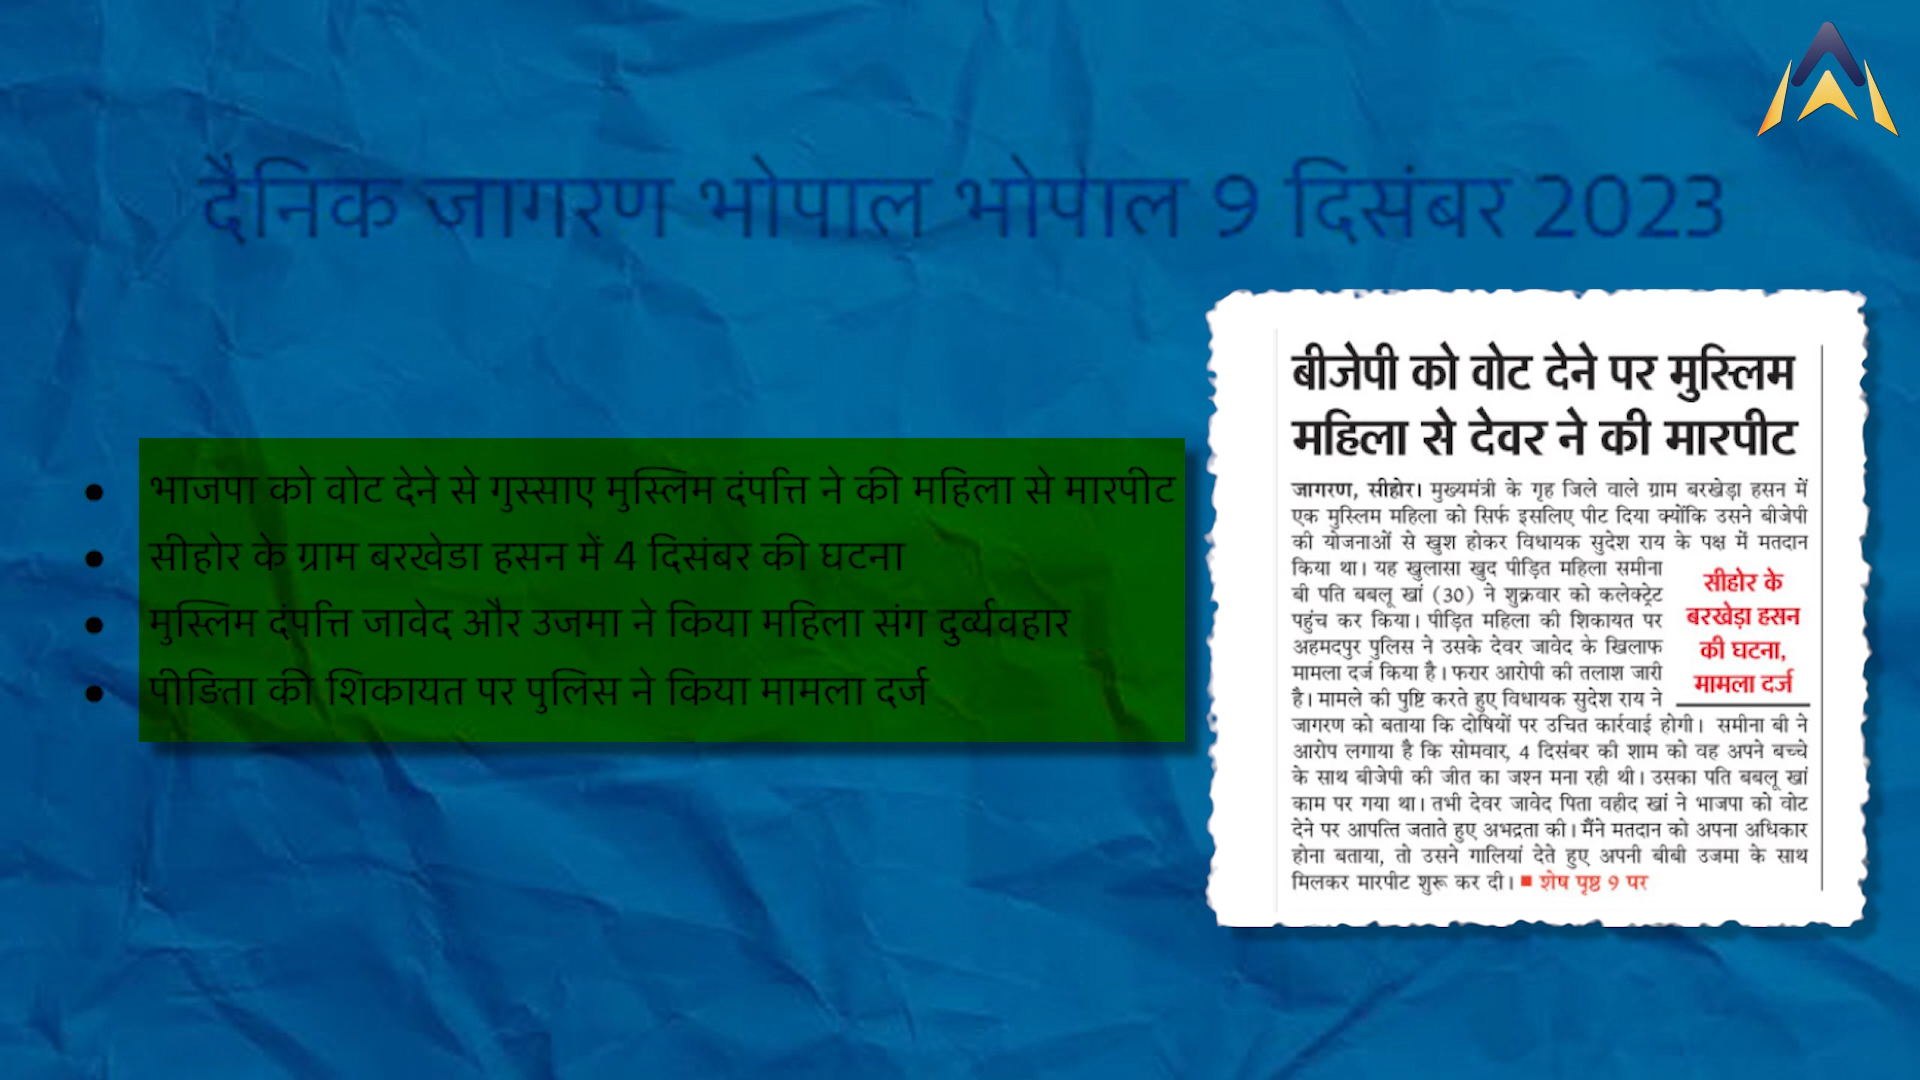 दैनिक जागरण भोपाल भोपाल 9 दिसंबर 2023
• भाजपा को वोट देने से गुस्साए मुस्लिम दंपत्ति ने की महिला से मारपीट
• सीहोर के ग्राम बरखेडा हसन में 4 दिसंबर की घटना
• मुस्लिम दंपत्ति जावेद और उजमा ने किया महिला संग दुर्व्यवहार
• पीडिता की शिकायत पर पुलिस ने किया मामला दर्ज
बीजेपी को वोट देने पर मुस्लिम
महिला से देवर ने की मारपीट
जागरण, सीहोर। मुख्यमंत्री के गृह जिले वाले ग्राम बरखेड़ा हसन में
एक मुस्लिम महिला को सिर्फ इसलिए पीट दिया क्योंकि उसने बीजेपी
की योजनाओं से खुश होकर विधायक सुदेश राय के पक्ष में मतदान
किया था। यह खुलासा खुद पीड़ित महिला समीना
बी पति बबलू खां (30) ने शुक्रवार को कलेक्ट्रेट
पहुंच कर किया। पीड़ित महिला की शिकायत पर
अहमदपुर पुलिस ने उसके देवर जावेद के खिलाफ
मामला दर्ज किया है। फरार आरोपी की तलाश जारी
है। मामले की पुष्टि करते हुए विधायक सुदेश राय ने
सीहोर के
बरखेड़ा हसन
की घटना,
मामला दर्ज
जागरण को बताया कि दोषियों पर उचित कार्रवाई होगी। समीना बी ने
आरोप लगाया है कि सोमवार, 4 दिसंबर की शाम को वह अपने बच्चे
के साथ बीजेपी की जीत का जश्न मना रही थी। उसका पति बबलू खां
काम पर गया था। तभी देवर जावेद पिता वहीद खां ने भाजपा को वोट
देने पर आपत्ति जताते हुए अभद्रता की। मैंने मतदान को अपना अधिकार
होना बताया, तो उसने गालियां देते हुए अपनी बीबी उजमा के साथ
मिलकर मारपीट शुरू कर दी। ■ शेष पृष्ठ 9 पर